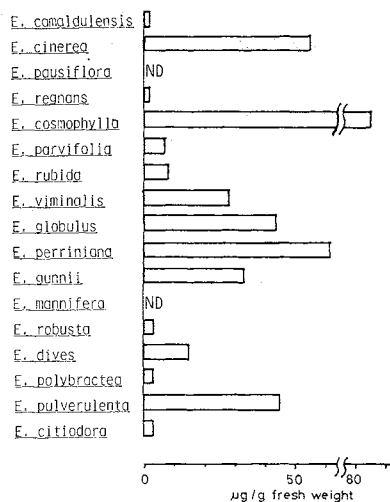 E. camaldulensis
E. cinerea
E. pausiflora ND
E. regnans
E. cosmophylla
E. parvifolia
E. rubida
E. viminalis
E. globulus
E. perriniana
E. gunnii
E. mannifera ND
E. robusta
E. dives
E. polybractea
E. pulverulenta
E. citiodora
0 50 80
µg/g fresh weight